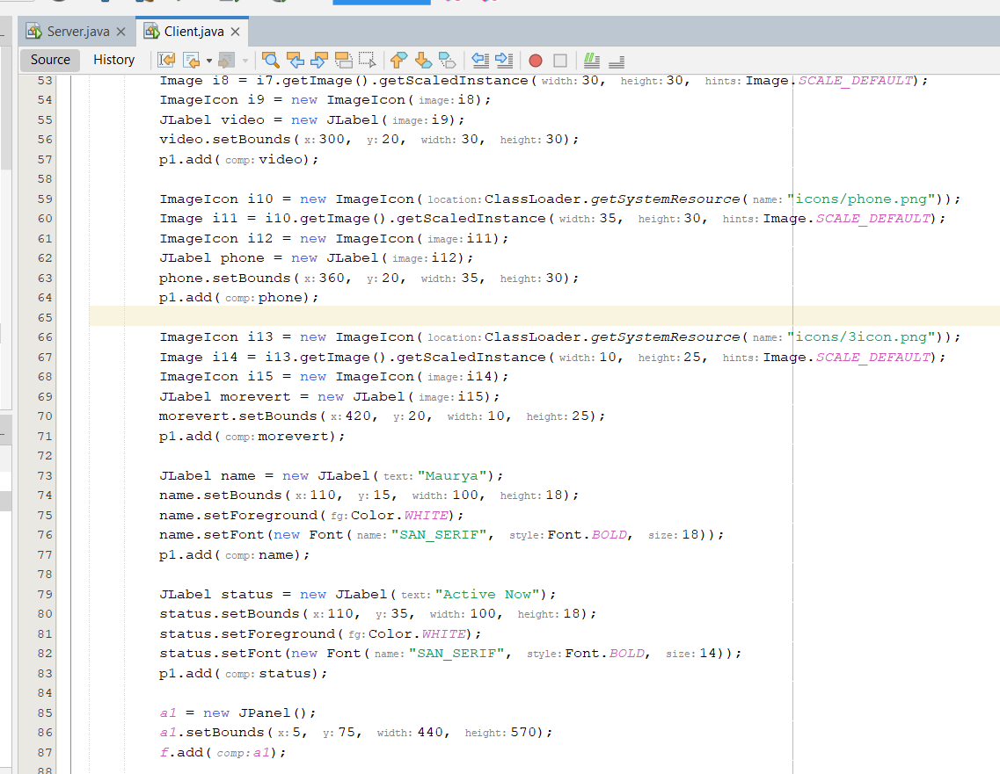 Server.java
Client.java
Source History
53 Image i8 = i7.getImage().getScaledInstance( width: 30, height: 30, hints: Image.SCALE_DEFAULT);
54 ImageIcon i9 = new ImageIcon( image: i8);
55 JLabel video = new JLabel( image: i9);
56 video.setBounds( x: 300, y: 20, width: 30, height: 30);
57 p1.add( comp: video);
58
59 ImageIcon i10 = new ImageIcon( location: ClassLoader.getSystemResource( name: "icons/phone.png"));
60 Image i11 = i10.getImage().getScaledInstance( width: 35, height: 30, hints: Image.SCALE_DEFAULT);
61 ImageIcon i12 = new ImageIcon( image: i11);
62 JLabel phone = new JLabel( image: i12);
63 phone.setBounds( x: 360, y: 20, width: 35, height: 30);
64 p1.add( comp: phone);
65
66 ImageIcon i13 = new ImageIcon( location: ClassLoader.getSystemResource( name: "icons/3icon.png"));
67 Image i14 = i13.getImage().getScaledInstance( width: 10, height: 25, hints: Image.SCALE_DEFAULT);
68 ImageIcon i15 = new ImageIcon( image: i14);
69 JLabel morevert = new JLabel( image: i15);
70 morevert.setBounds( x: 420, y: 20, width: 10, height: 25);
71 p1.add( comp: morevert);
72
73 JLabel name = new JLabel( text: "Maurya");
74 name.setBounds( x: 110, y: 15, width: 100, height: 18);
75 name.setForeground( fg: Color.WHITE);
76 name.setFont(new Font( name: "SAN_SERIF", style: Font.BOLD, size: 18));
77 p1.add( comp: name);
78
79 JLabel status = new JLabel( text: "Active Now");
80 status.setBounds( x: 110, y: 35, width: 100, height: 18);
81 status.setForeground( fg: Color.WHITE);
82 status.setFont(new Font( name: "SAN_SERIF", style: Font.BOLD, size: 14));
83 p1.add( comp: status);
84
85 a1 = new JPanel();
86 a1.setBounds( x: 5, y: 75, width: 440, height: 570);
87 f.add( comp: a1);
88